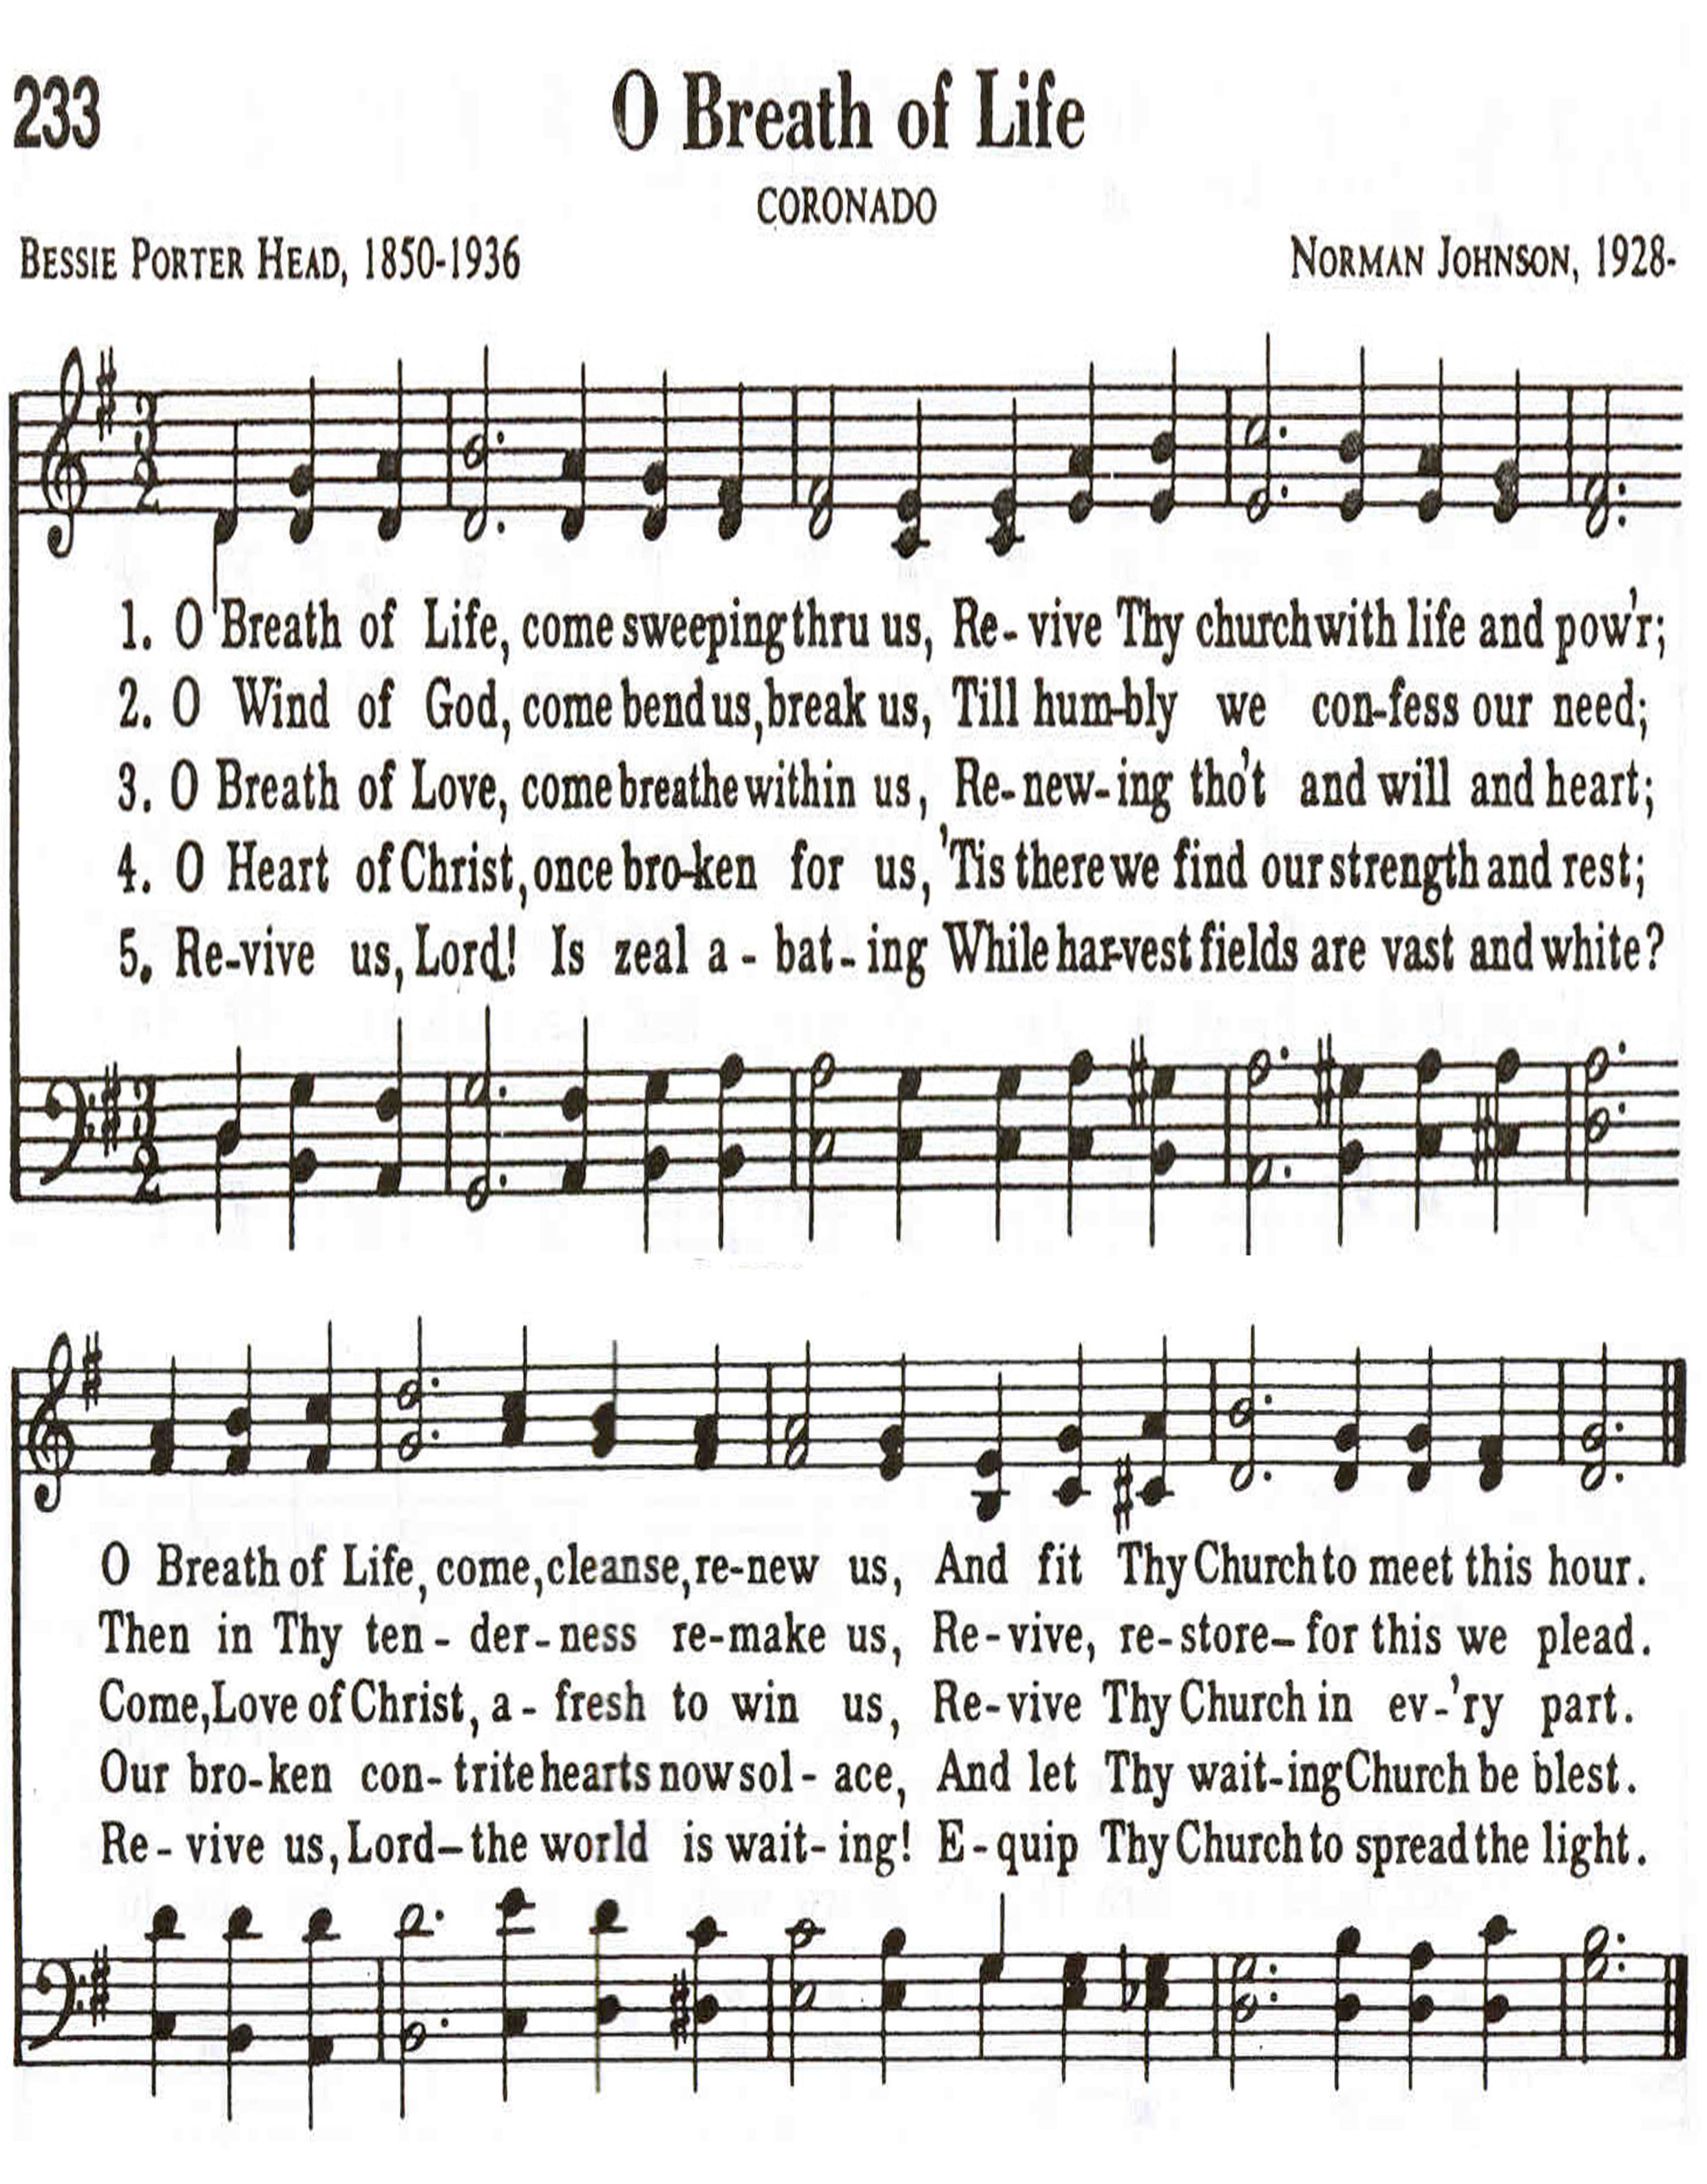 233
O Breath of Life
CORONADO
BESSIE PORTER HEAD, 1850-1936
NORMAN JOHNSON, 1928-
1. O Breath of Life, come sweeping thru us, Re- vive Thy church with life and pow'r;
2. O Wind of God, come bend us, break us, Till hum-bly we con-fess our need;
3. O Breath of Love, come breathe within us, Re- new- ing tho't and will and heart;
4. O Heart of Christ, once bro-ken for us, 'Tis there we find our strength and rest;
5. Re-vive us, Lord! Is zeal a - bat - ing While har-vest fields are vast and white?
O Breath of Life, come, cleanse, re-new us, And fit Thy Church to meet this hour.
Then in Thy ten - der - ness re-make us, Re - vive, re - store– for this we plead.
Come, Love of Christ, a - fresh to win us, Re - vive Thy Church in ev -'ry part.
Our bro-ken con - trite hearts now sol - ace, And let Thy wait-ing Church be blest.
Re - vive us, Lord–the world is wait - ing! E - quip Thy Church to spread the light.